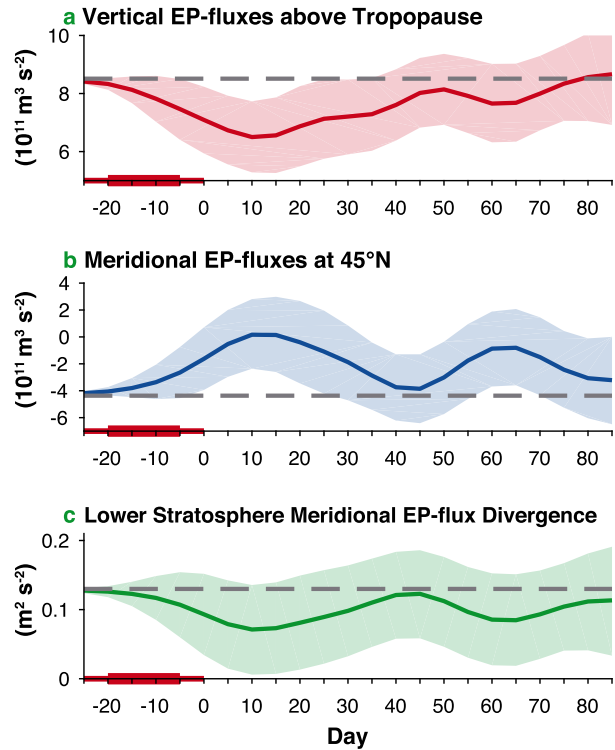 a Vertical EP-fluxes above Tropopause
(10¹¹ m³ s⁻²)
10
8
6
-20 -10 0 10 20 30 40 50 60 70 80
b Meridional EP-fluxes at 45°N
(10¹¹ m³ s⁻²)
4
2
0
-2
-4
-6
-20 -10 0 10 20 30 40 50 60 70 80
c Lower Stratosphere Meridional EP-flux Divergence
(m² s⁻²)
0.2
0.1
0
-20 -10 0 10 20 30 40 50 60 70 80
Day